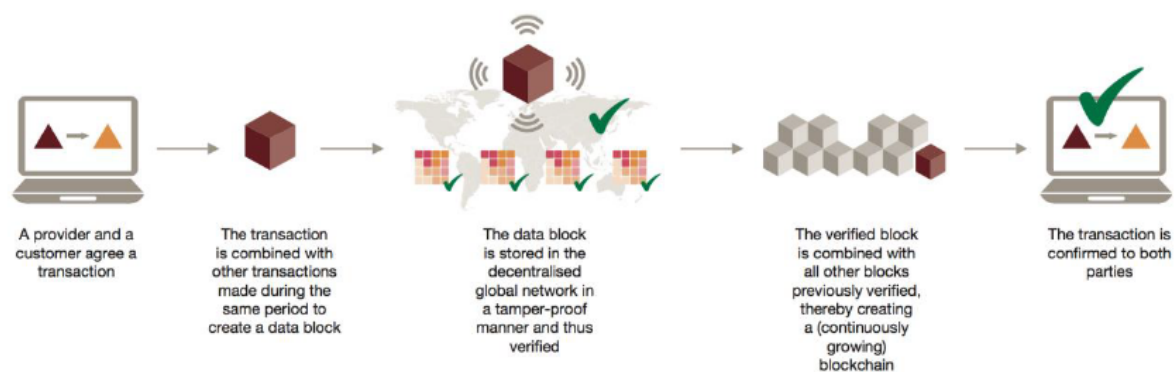 A provider and a
customer agree a
transaction
The transaction
is combined with
other transactions
made during the
same period to
create a data block
The data block
is stored in the
decentralised
global network in
a tamper-proof
manner and thus
verified
The verified block
is combined with
all other blocks
previously verified,
thereby creating
a (continuously
growing)
blockchain
The transaction is
confirmed to both
parties